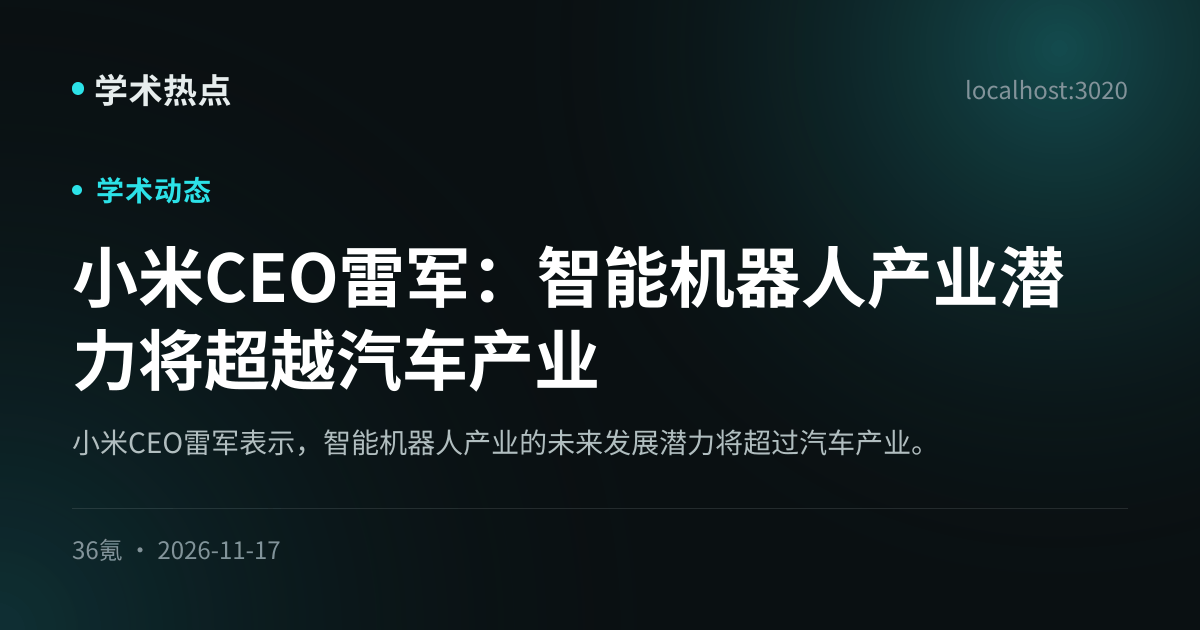 学术热点
localhost:3020
学术动态
小米CEO雷军：智能机器人产业潜
力将超越汽车产业
小米CEO雷军表示，智能机器人产业的未来发展潜力将超过汽车产业。
36氪 · 2026-11-17